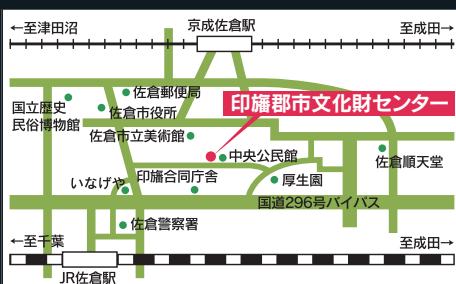 ←至津田沼
京成佐倉駅
至成田→
佐倉郵便局
国立歴史
民俗博物館
佐倉市役所
印旛郡市文化財センター
佐倉市立美術館
中央公民館
佐倉順天堂
いなげや
印旛合同庁舎
厚生園
国道296号バイパス
佐倉警察署
←至千葉
至成田→
JR佐倉駅